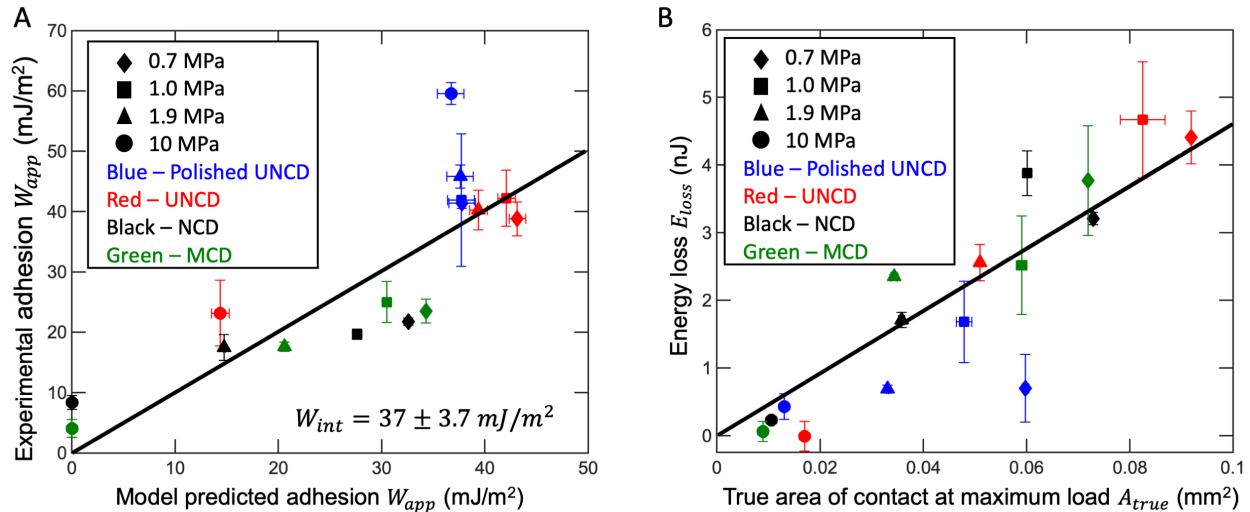 A
Experimental adhesion W_app (mJ/m²)
60
70
60
50
40
30
20
10
0
0.7 MPa
1.0 MPa
1.9 MPa
10 MPa
Blue – Polished UNCD
Red – UNCD
Black – NCD
Green – MCD
W_int = 37 ± 3.7 mJ/m²
0 10 20 30 40 50
Model predicted adhesion W_app (mJ/m²)
B
Energy loss E_loss (nJ)
6
5
4
3
2
1
0
0.7 MPa
1.0 MPa
1.9 MPa
10 MPa
Blue – Polished UNCD
Red – UNCD
Black – NCD
Green – MCD
0 0.02 0.04 0.06 0.08 0.1
True area of contact at maximum load A_true (mm²)